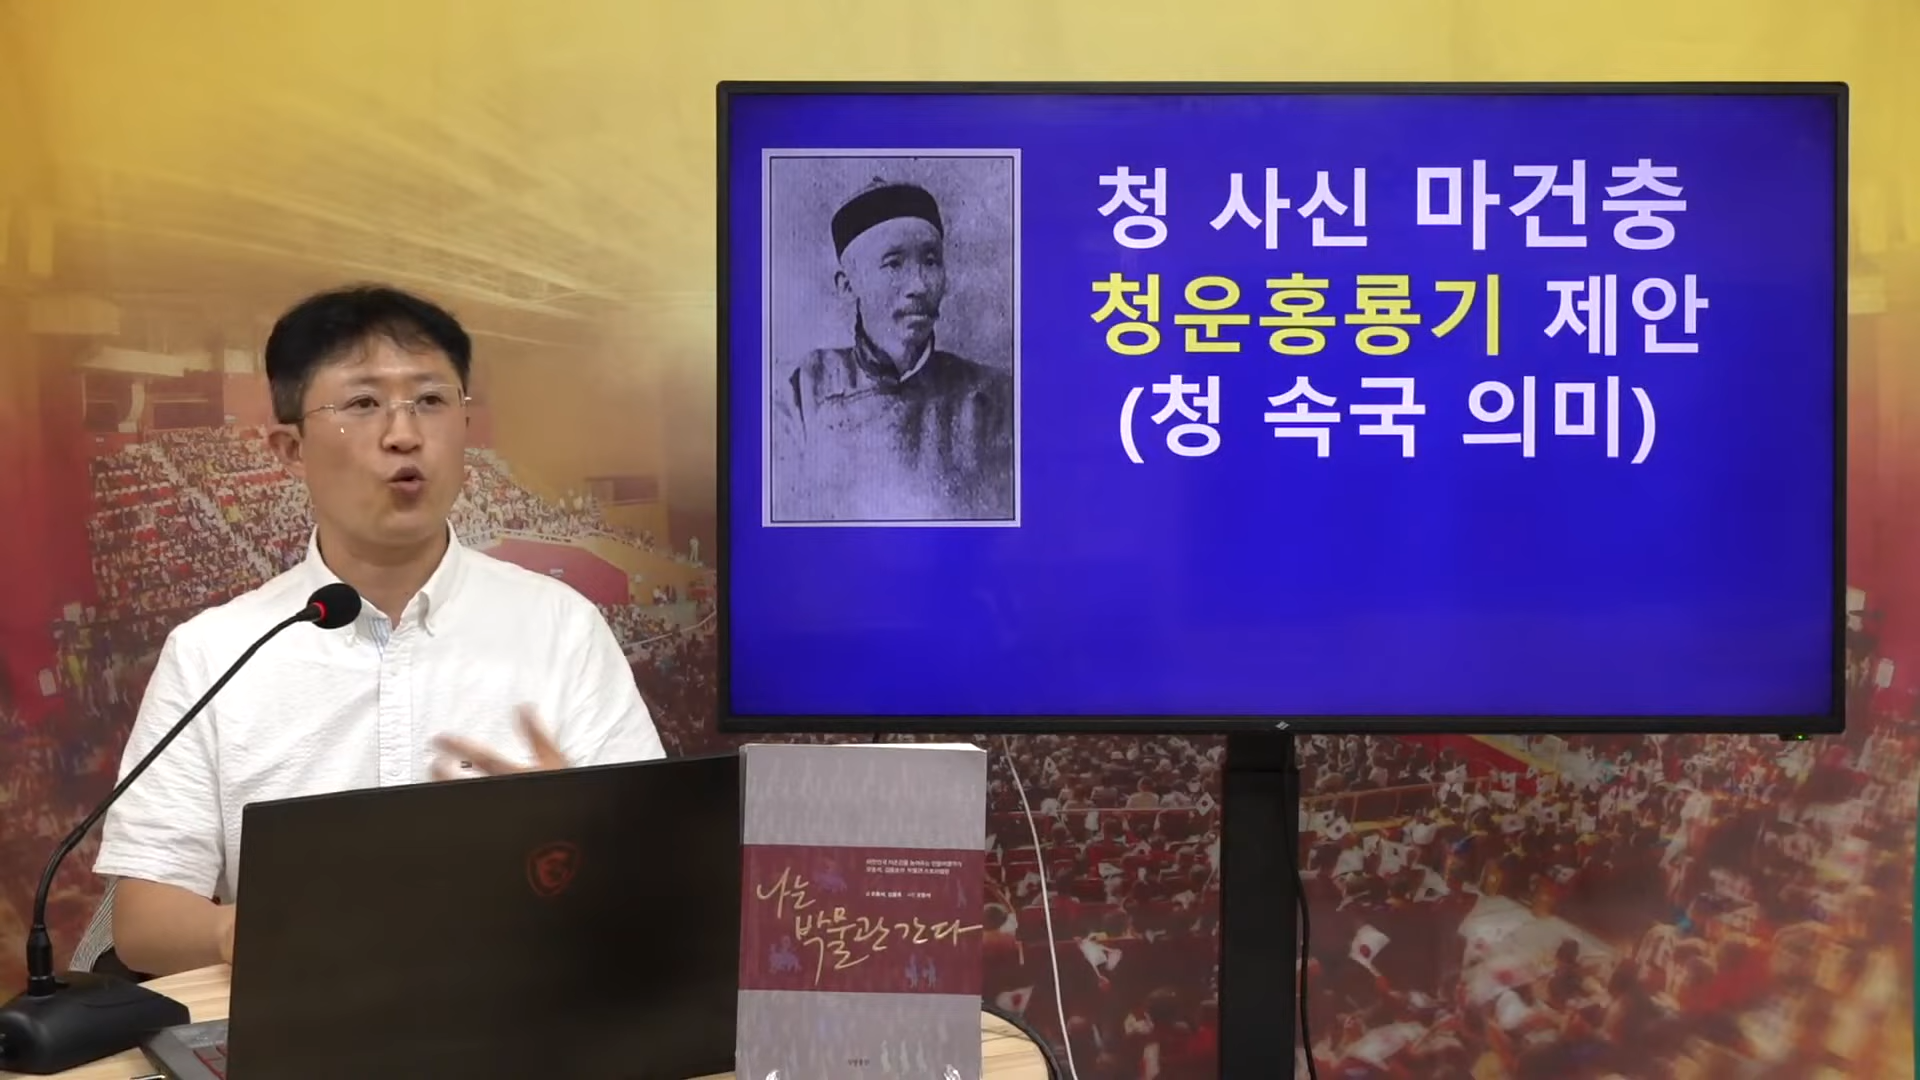 청 사신 마건충
청운홍룡기 제안
(청 속국 의미)
나는
박물관 간다